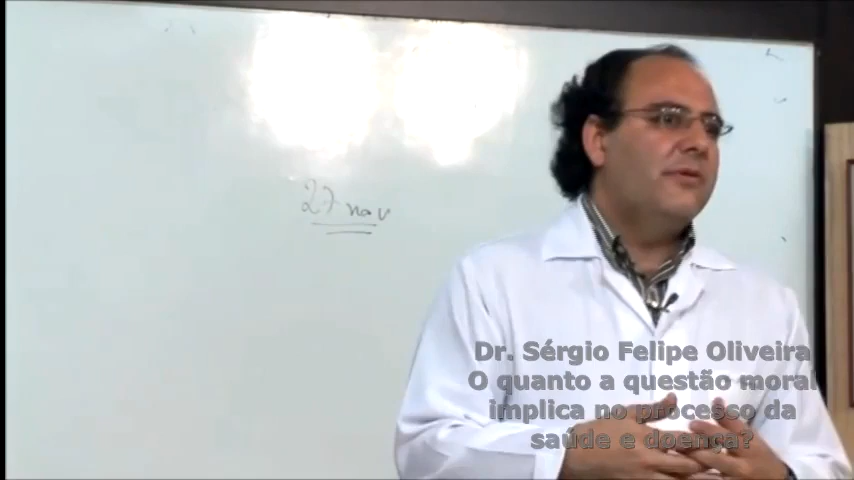 27 nov
Dr. Sérgio Felipe Oliveira
O quanto a questão moral
implica no processo da
saúde e doença?